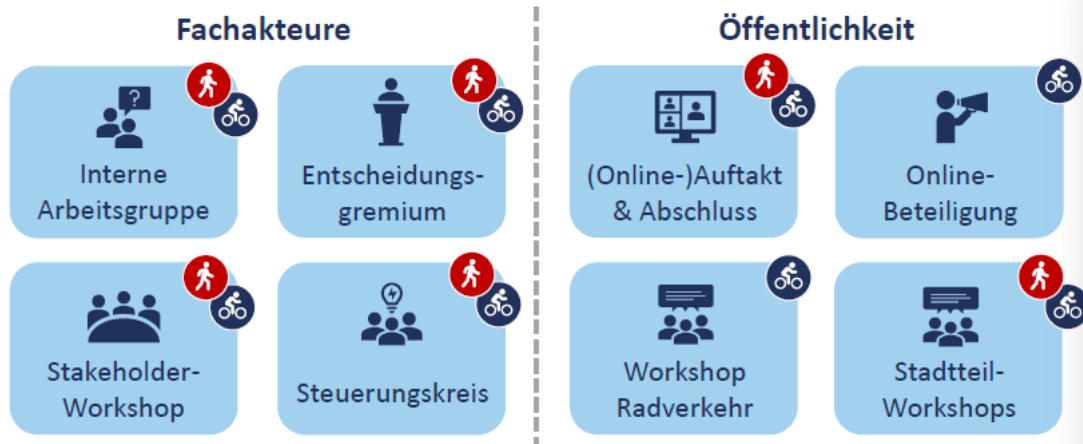 Fachakteure
Öffentlichkeit
?
Interne
Arbeitsgruppe
Entscheidungs-
gremium
(Online-)Auftakt
& Abschluss
Online-
Beteiligung
Stakeholder-
Workshop
Steuerungskreis
Workshop
Radverkehr
Stadtteil-
Workshops